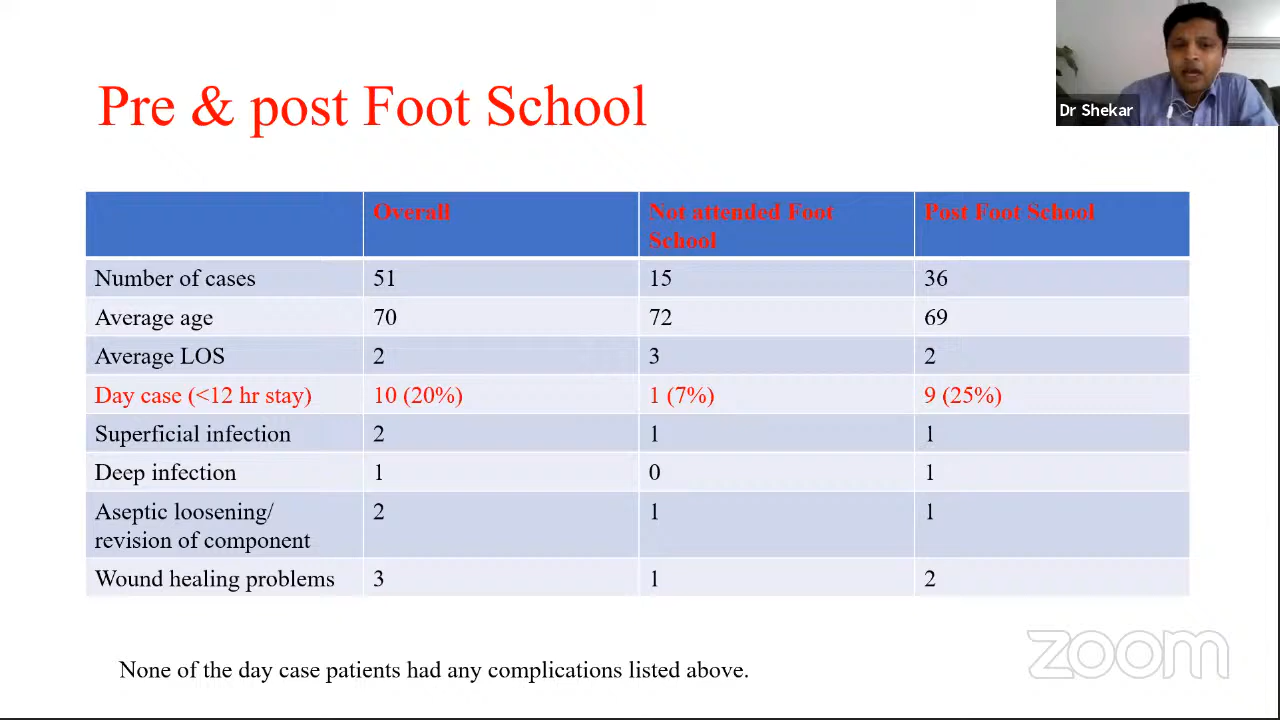 Pre & post Foot School
Dr Shekar
Overall
Not attended Foot School
Post Foot School
Number of cases 51 15 36
Average age 70 72 69
Average LOS 2 3 2
Day case (<12 hr stay) 10 (20%) 1 (7%) 9 (25%)
Superficial infection 2 1 1
Deep infection 1 0 1
Aseptic loosening/
revision of component 2 1 1
Wound healing problems 3 1 2
None of the day case patients had any complications listed above.
zoom